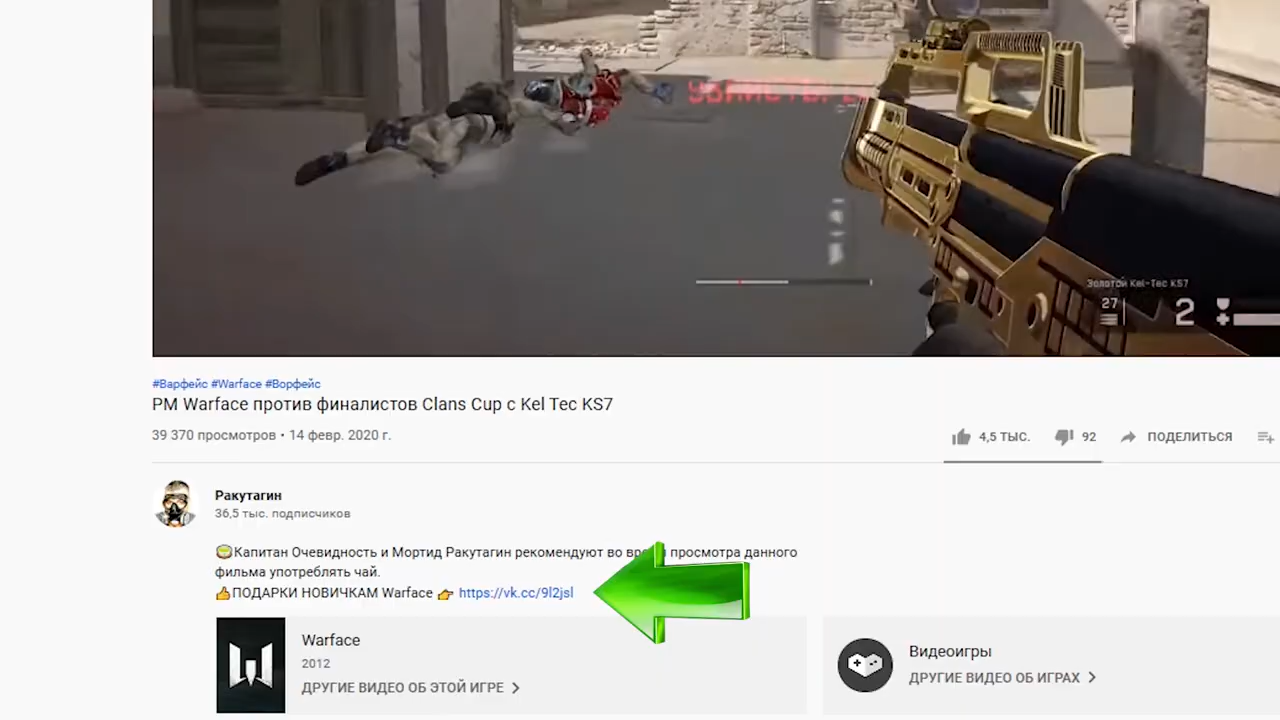 Золотой Kel-Tec KS7
27
2
#Варфейс #Warface #Ворфейс
РМ Warface против финалистов Clans Cup с Kel Tec KS7
39 370 просмотров • 14 февр. 2020 г.
4,5 ТЫС.
92
ПОДЕЛИТЬСЯ
Ракутагин
36,5 тыс. подписчиков
Капитан Очевидность и Мортид Ракутагин рекомендуют во просмотра данного
фильма употреблять чай.
👍ПОДАРКИ НОВИЧКАМ Warface 👉 https://vk.cc/9l2jsl
Warface
2012
ДРУГИЕ ВИДЕО ОБ ЭТОЙ ИГРЕ
Видеоигры
ДРУГИЕ ВИДЕО ОБ ИГРАХ